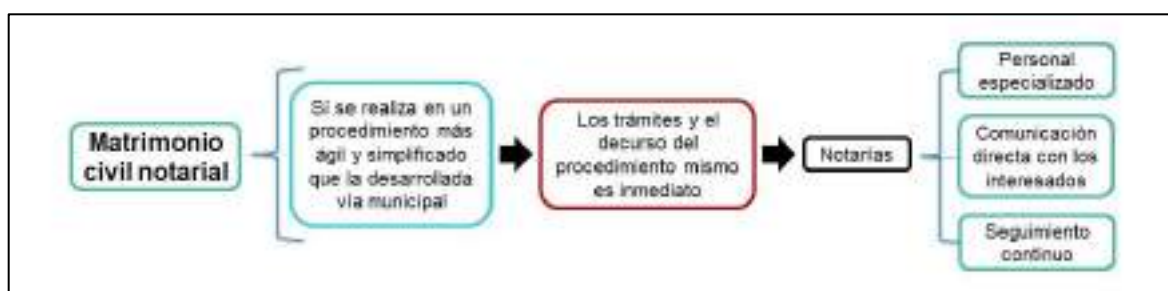 Matrimonio
civil notarial
Sí se realiza en un
procedimiento más
ágil y simplificado
que la desarrollada
vía municipal
Los trámites y el
decurso del
procedimiento mismo
es inmediato
Notarías
Personal
especializado
Comunicación
directa con los
interesados
Seguimiento
continuo